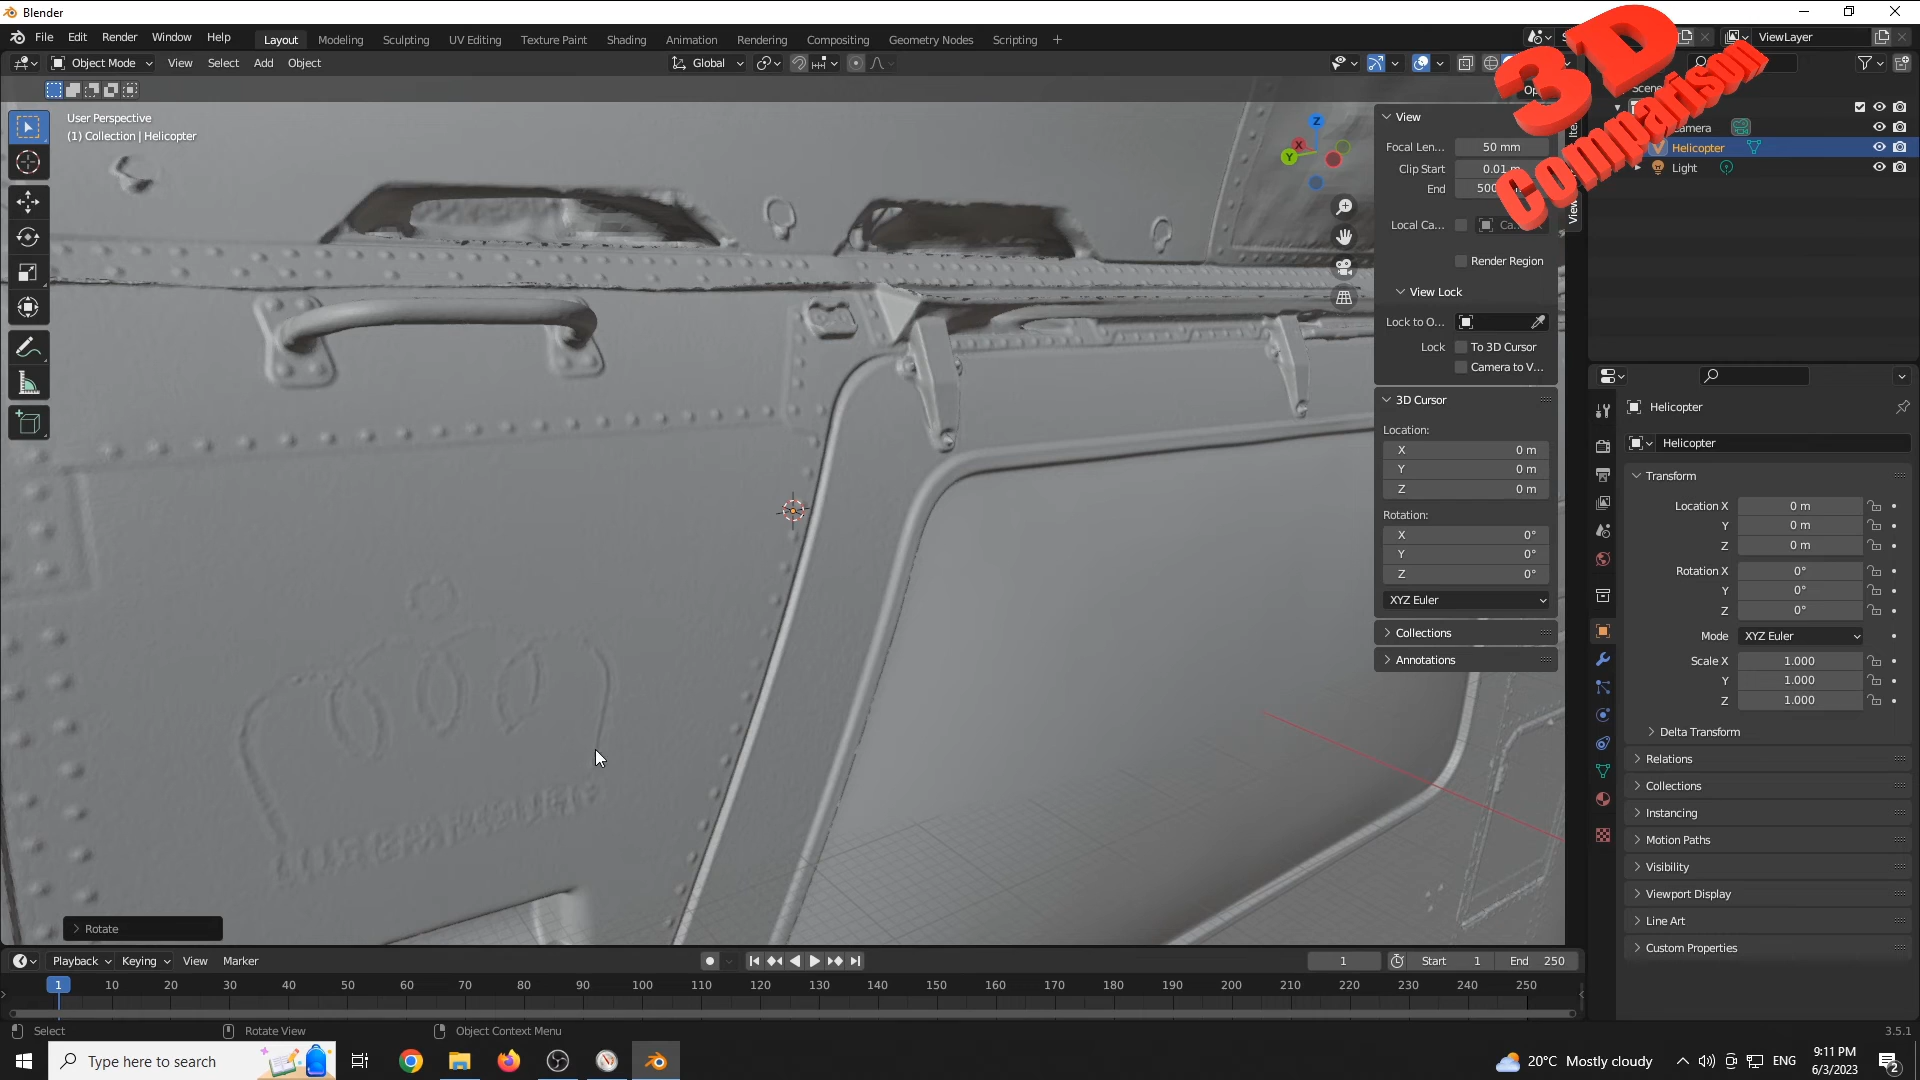 Blender
File Edit Render Window Help
Layout Modeling Sculpting UV Editing Texture Paint Shading Animation Rendering Compositing Geometry Nodes Scripting +
ViewLayer
Object Mode View Select Add Object
Global
3D
Comparison
User Perspective
(1) Collection | Helicopter
Z
X
Y
View
Focal Len... 50 mm
Clip Start 0.01 m
End
Local Ca...
Render Region
View Lock
Lock to O...
Lock To 3D Cursor
Camera to V...
3D Cursor
Location:
X 0 m
Y 0 m
Z 0 m
Rotation:
X 0°
Y 0°
Z 0°
XYZ Euler
Collections
Annotations
View
Helicopter
Light
Helicopter
Helicopter
Transform
Location X 0 m
Y 0 m
Z 0 m
Rotation X 0°
Y 0°
Z 0°
Mode XYZ Euler
Scale X 1.000
Y 1.000
Z 1.000
Delta Transform
Relations
Collections
Instancing
Motion Paths
Visibility
Viewport Display
Line Art
Custom Properties
Rotate
Playback Keying View Marker
1 Start 1 End 250
1 10 20 30 40 50 60 70 80 90 100 110 120 130 140 150 160 170 180 190 200 210 220 230 240 250
Select Rotate View Object Context Menu
3.5.1
Type here to search
20°C Mostly cloudy
ENG
9:11 PM
6/3/2023
2